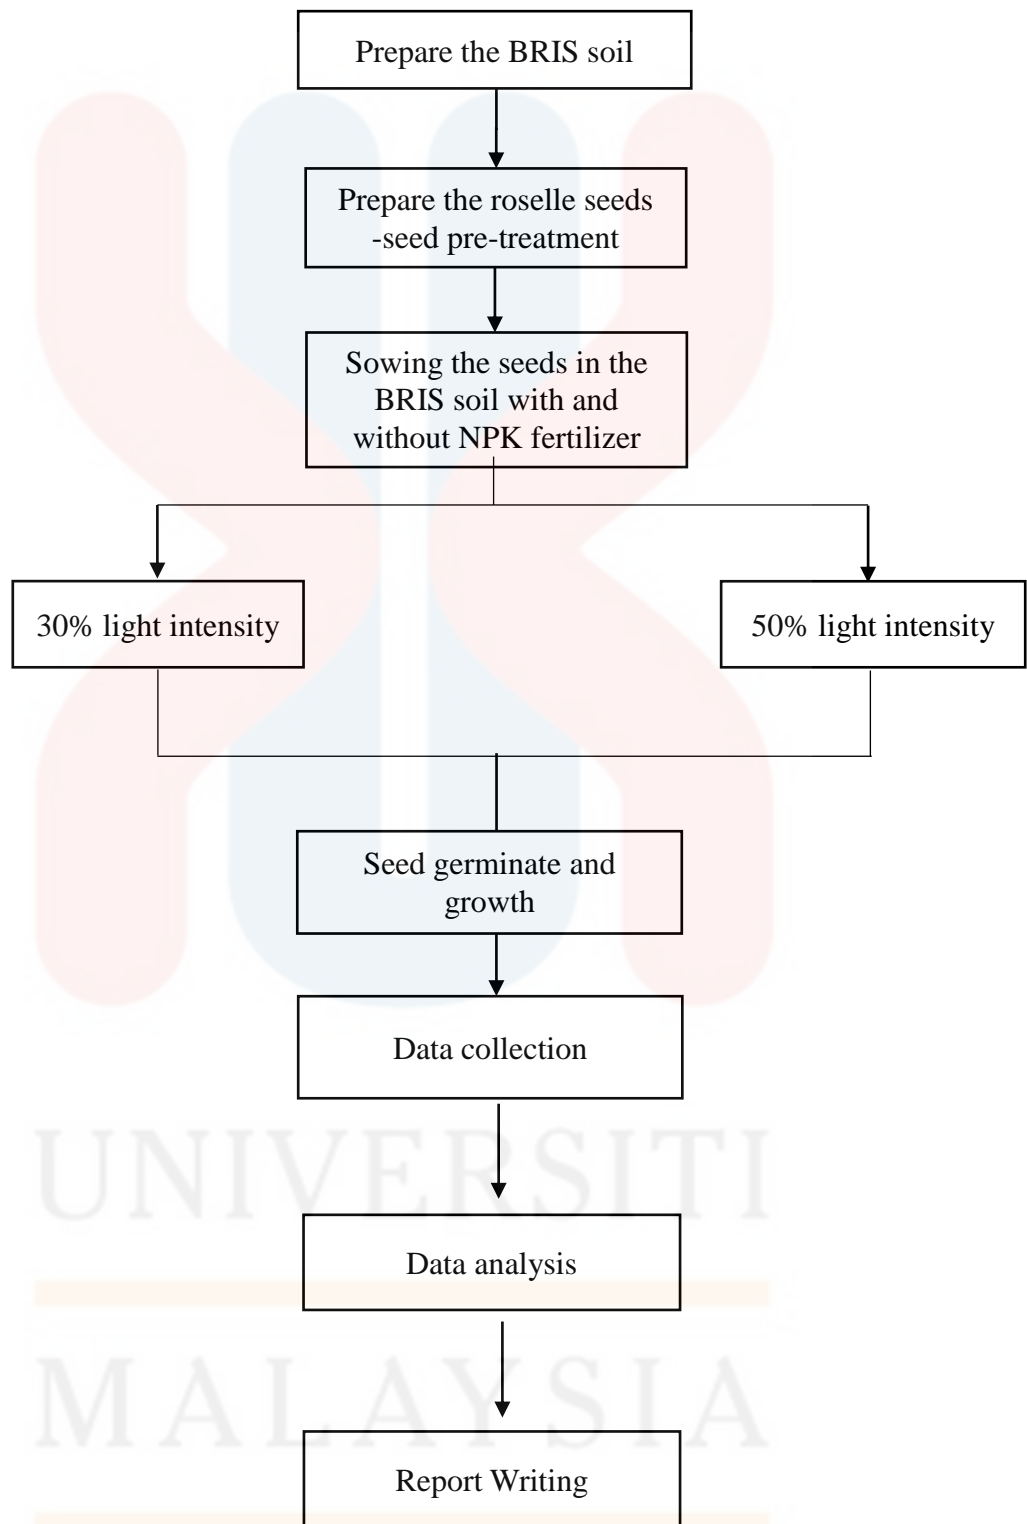 Prepare the BRIS soil
Prepare the roselle seeds
-seed pre-treatment
Sowing the seeds in the
BRIS soil with and
without NPK fertilizer
30% light intensity
50% light intensity
Seed germinate and
growth
Data collection
UNIVERSITI
Data analysis
MALAYSIA
Report Writing